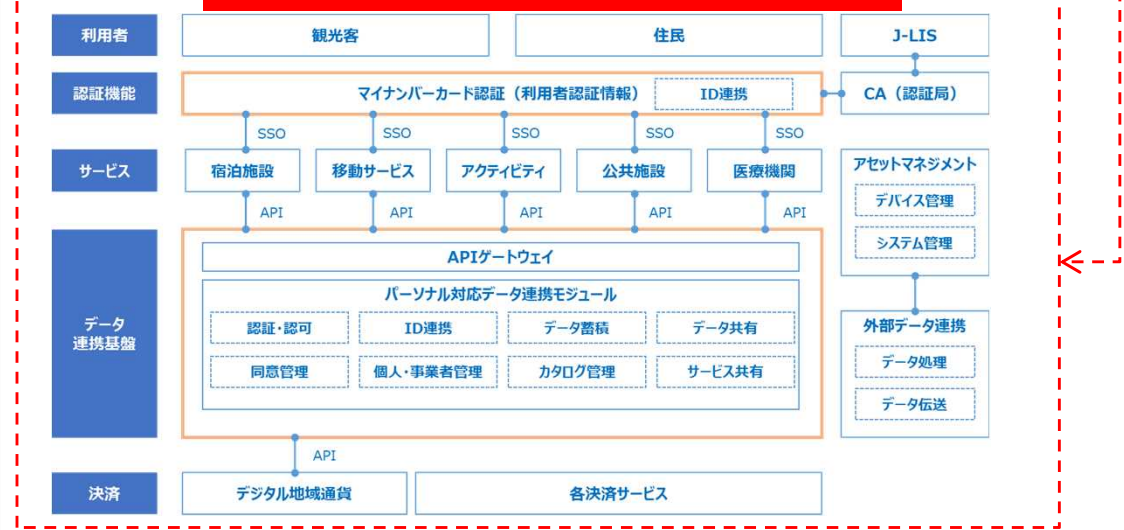 利用者
観光客
住民
J-LIS
認証機能
マイナンバーカード認証（利用者認証情報）
ID連携
CA（認証局）
SSO
SSO
SSO
SSO
SSO
サービス
宿泊施設
移動サービス
アクティビティ
公共施設
医療機関
アセットマネジメント
デバイス管理
システム管理
API
API
API
API
API
データ
連携基盤
APIゲートウェイ
パーソナル対応データ連携モジュール
認証・認可
ID連携
データ蓄積
データ共有
同意管理
個人・事業者管理
カタログ管理
サービス共有
外部データ連携
データ処理
データ伝送
API
決済
デジタル地域通貨
各決済サービス